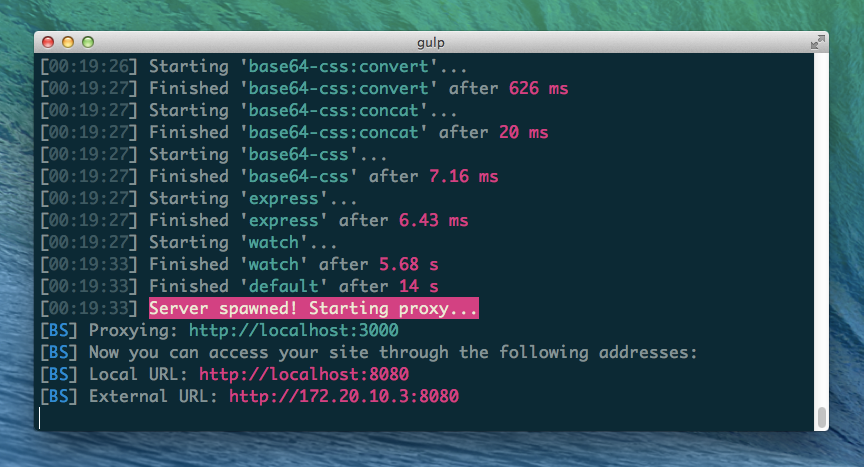 gulp
[00:19:26] Starting 'base64-css:convert'...
[00:19:27] Finished 'base64-css:convert' after 626 ms
[00:19:27] Starting 'base64-css:concat'...
[00:19:27] Finished 'base64-css:concat' after 20 ms
[00:19:27] Starting 'base64-css'...
[00:19:27] Finished 'base64-css' after 7.16 ms
[00:19:27] Starting 'express'...
[00:19:27] Finished 'express' after 6.43 ms
[00:19:27] Starting 'watch'...
[00:19:33] Finished 'watch' after 5.68 s
[00:19:33] Finished 'default' after 14 s
[00:19:33] Server spawned! Starting proxy...
[BS] Proxying: http://localhost:3000
[BS] Now you can access your site through the following addresses:
[BS] Local URL: http://localhost:8080
[BS] External URL: http://172.20.10.3:8080